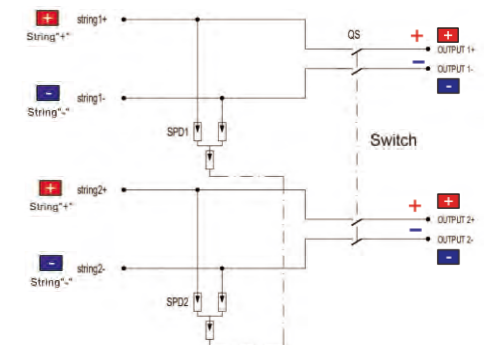 + string1+ QS + +
String"+" OUTPUT 1+
- OUTPUT 1-
- string1- -
String"-"
SPD1
Switch
+ string2+ + +
String"+" OUTPUT 2+
- OUTPUT 2-
- string2- -
String"-"
SPD2